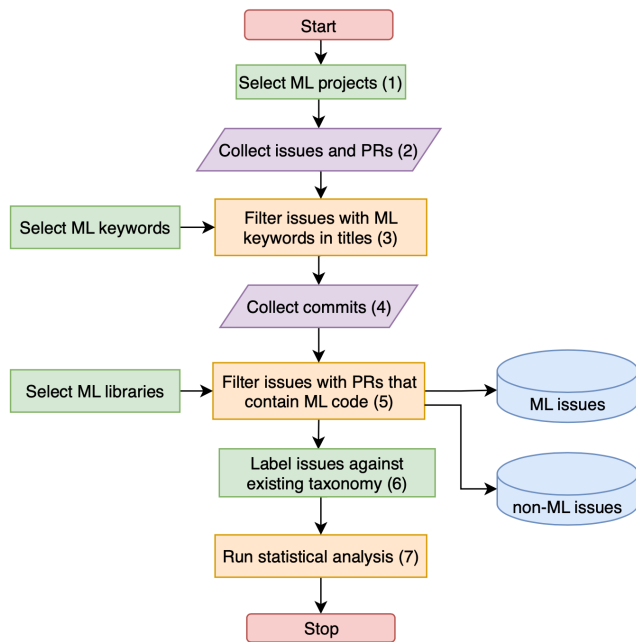 Start
Select ML projects (1)
Collect issues and PRs (2)
Select ML keywords
Filter issues with ML
keywords in titles (3)
Collect commits (4)
Select ML libraries
Filter issues with PRs that
contain ML code (5)
ML issues
Label issues against
existing taxonomy (6)
non-ML issues
Run statistical analysis (7)
Stop